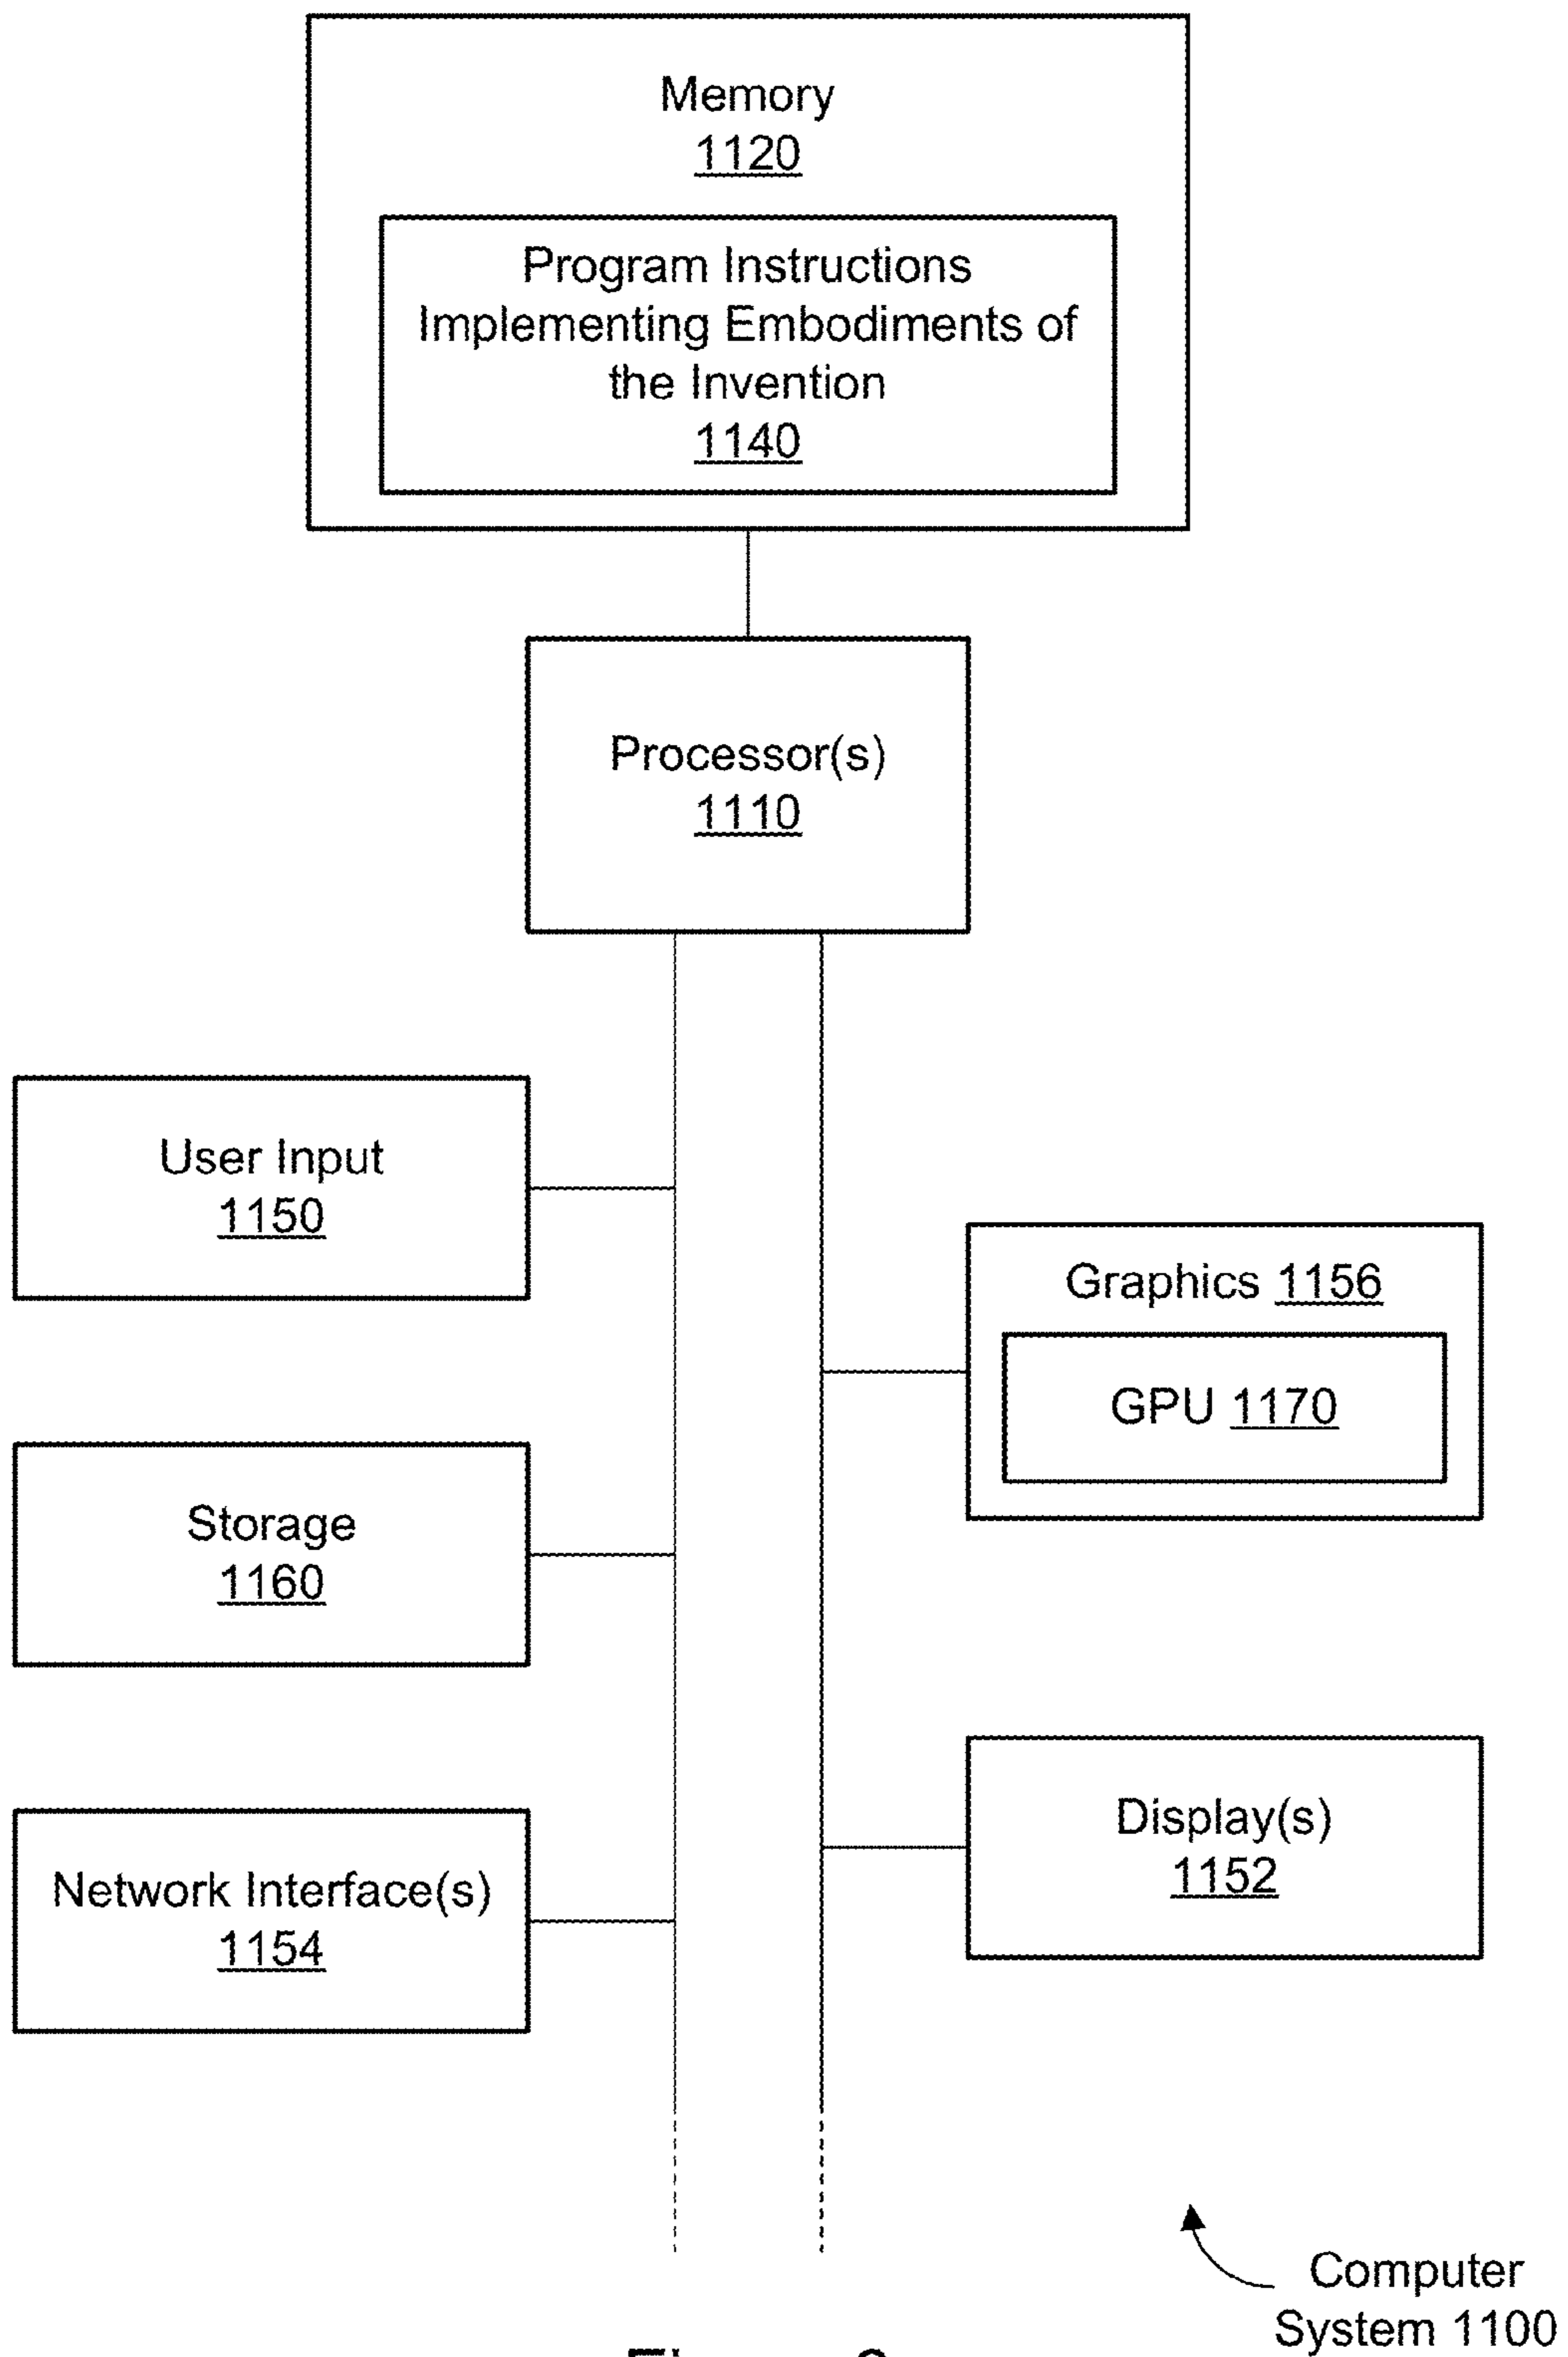 Memory
1120
Program Instructions
Implementing Embodiments of
the Invention
1140
Processor(s)
1110
User Input
1150
Graphics 1156
GPU 1170
Storage
1160
Display(s)
1152
Network Interface(s)
1154
Computer
System 1100